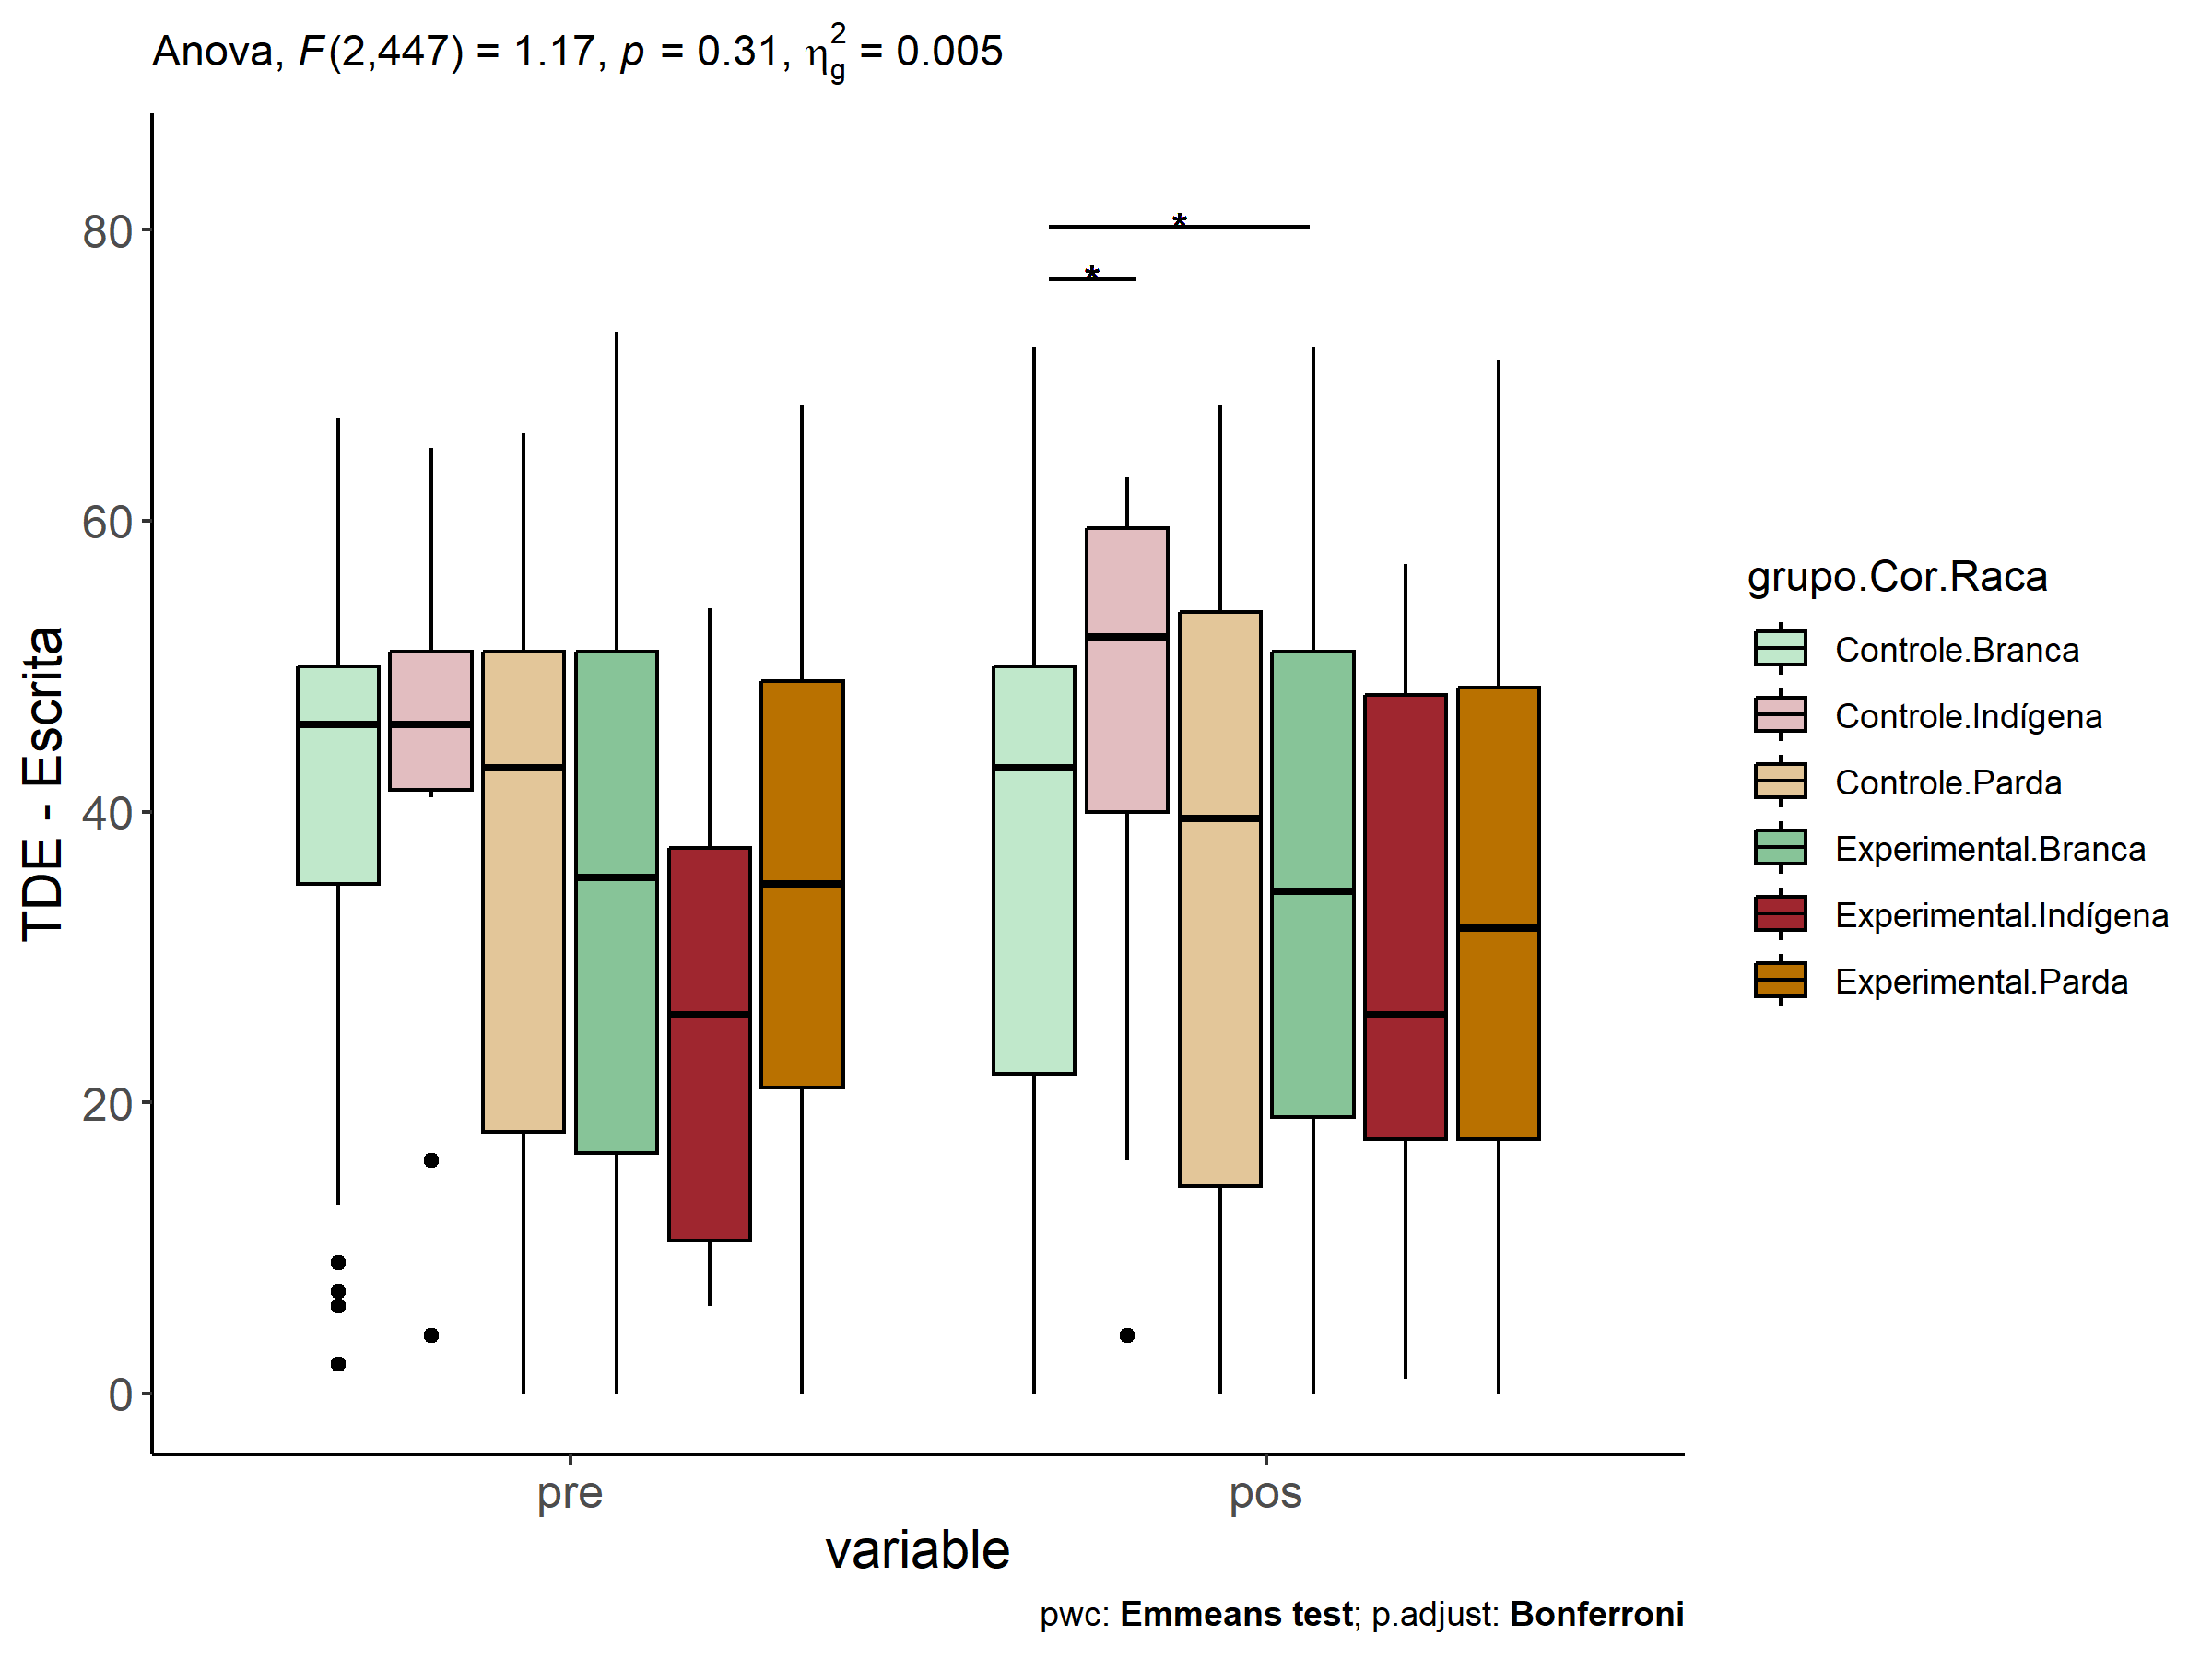 Anova, F(2,447) = 1.17, p = 0.31, η²g = 0.005
80
60
40
20
0
TDE - Escrita
*
*
pre
pos
variable
grupo.Cor.Raca
Controle.Branca
Controle.Indígena
Controle.Parda
Experimental.Branca
Experimental.Indígena
Experimental.Parda
pwc: Emmeans test; p.adjust: Bonferroni